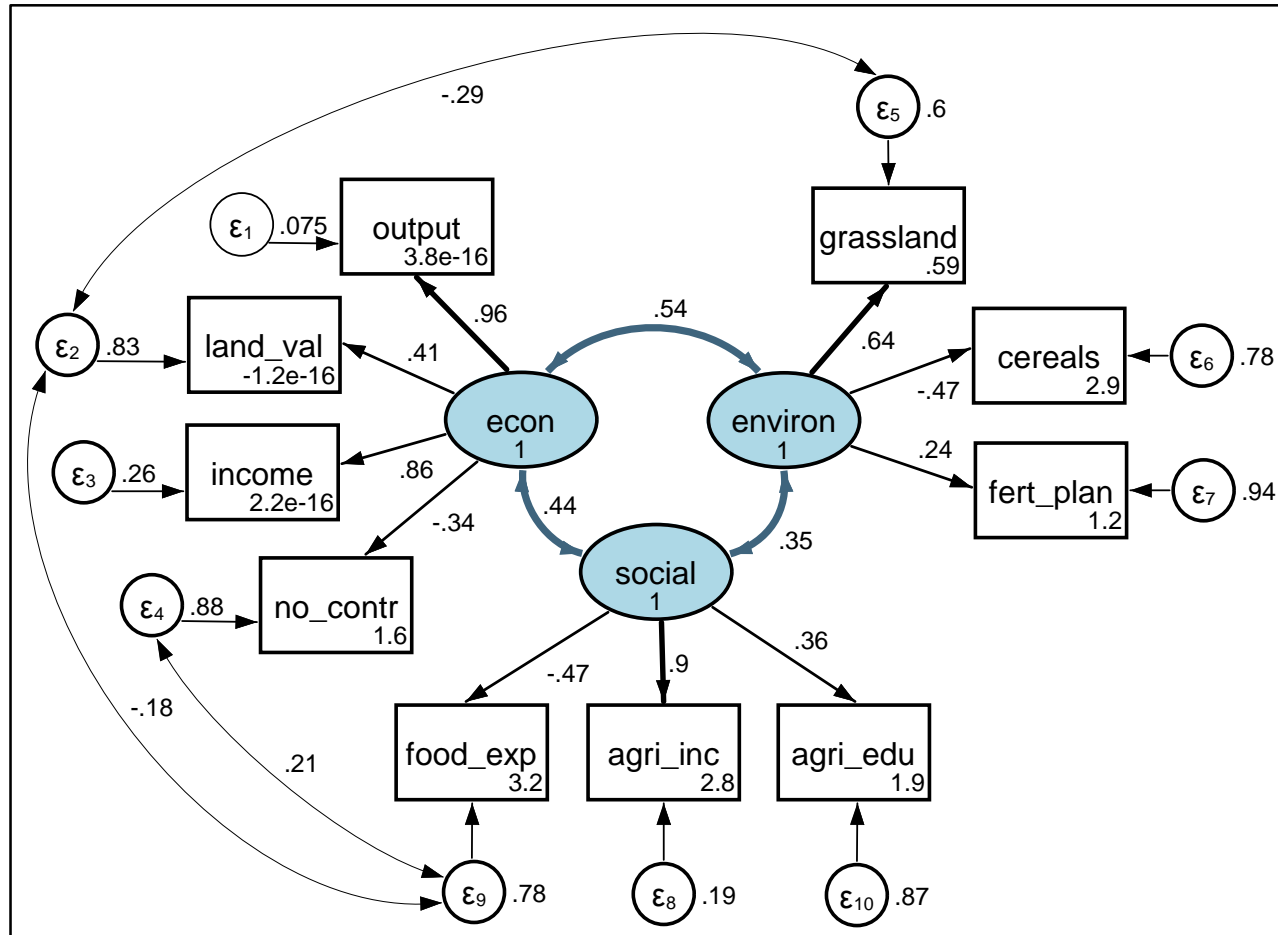 -.29
ε5 .6
ε1 .075
output
3.8e-16
grassland
.59
.96
.54
.64
ε2 .83
land_val
-1.2e-16
.41
cereals
2.9
ε6 .78
-.47
econ
1
environ
1
ε3 .26
income
2.2e-16
.86
.24
fert_plan
1.2
ε7 .94
-.34
.44
.35
social
1
ε4 .88
no_contr
1.6
-.47
.9
.36
-.18
.21
food_exp
3.2
agri_inc
2.8
agri_edu
1.9
ε9 .78
ε8 .19
ε10 .87